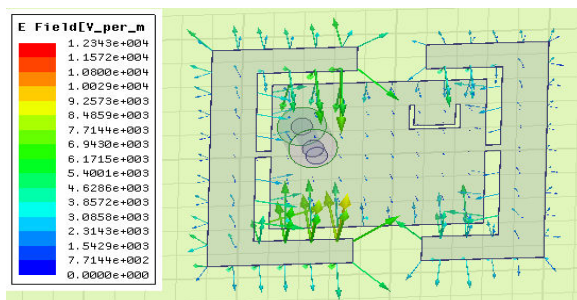 E Field[V_per_m
1.2343e+004
1.1572e+004
1.0800e+004
1.0029e+004
9.2573e+003
8.4859e+003
7.7144e+003
6.9430e+003
6.1715e+003
5.4001e+003
4.6286e+003
3.8572e+003
3.0858e+003
2.3143e+003
1.5429e+003
7.7144e+002
0.0000e+000